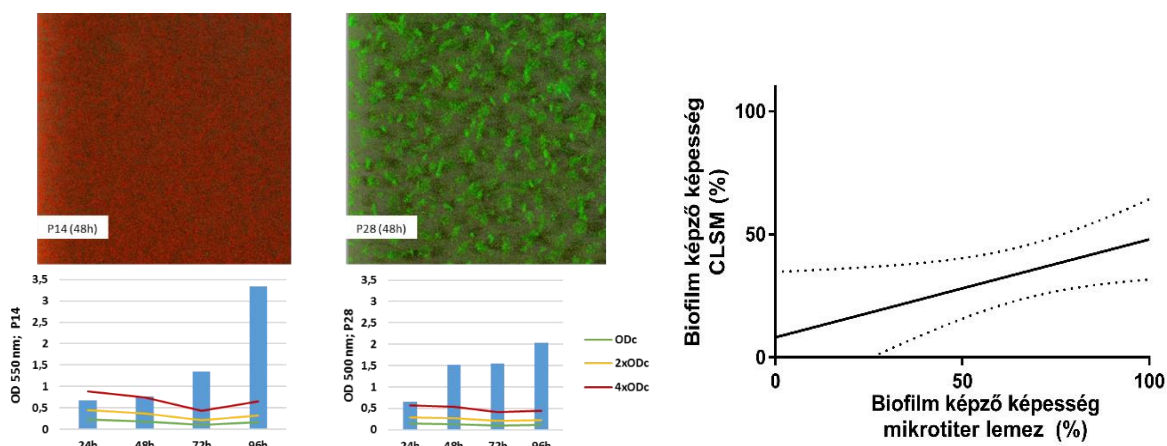 P14 (48h)
P28 (48h)
OD 550 nm; P14
3,5
3
2,5
2
1,5
1
0,5
0
24h 48h 72h 96h
OD 500 nm; P28
3,5
3
2,5
2
1,5
1
0,5
0
24h 48h 72h 96h
ODc
2xODc
4xODc
Biofilm képző képesség
CLSM (%)
100
50
0
0 50 100
Biofilm képző képesség
mikrotiter lemez (%)